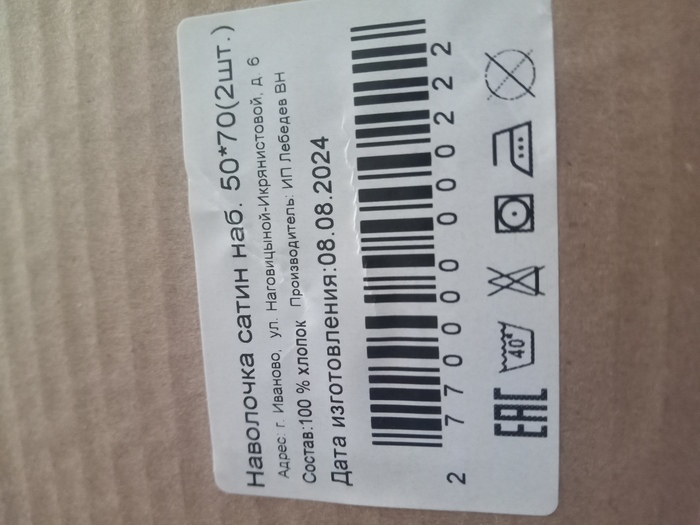 Наволочка сатин наб. 50*70(2шт.)
Адрес: г. Иваново, ул. Наговицыной-Икрянистовой, д. 6
Состав:100 % хлопок Производитель: ИП Лебедев ВН
Дата изготовления:08.08.2024
2 770000 000222
EAC 40°